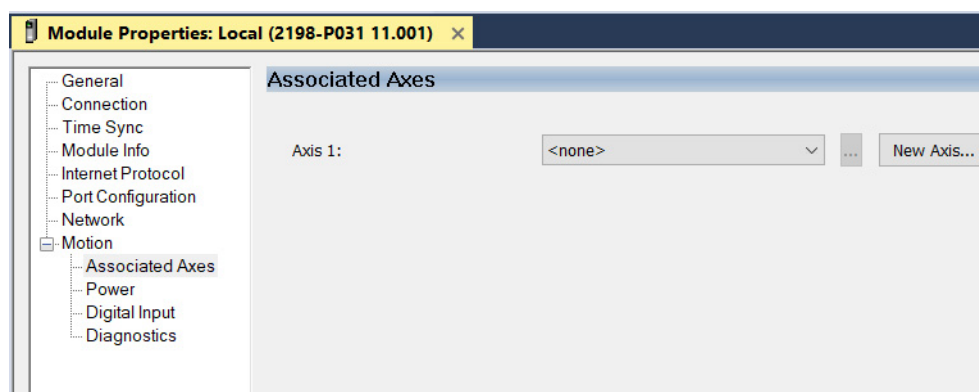 Module Properties: Local (2198-P031 11.001) ×
General
Connection
Time Sync
Module Info
Internet Protocol
Port Configuration
Network
Motion
Associated Axes
Power
Digital Input
Diagnostics
Associated Axes
Axis 1: <none> ... New Axis...